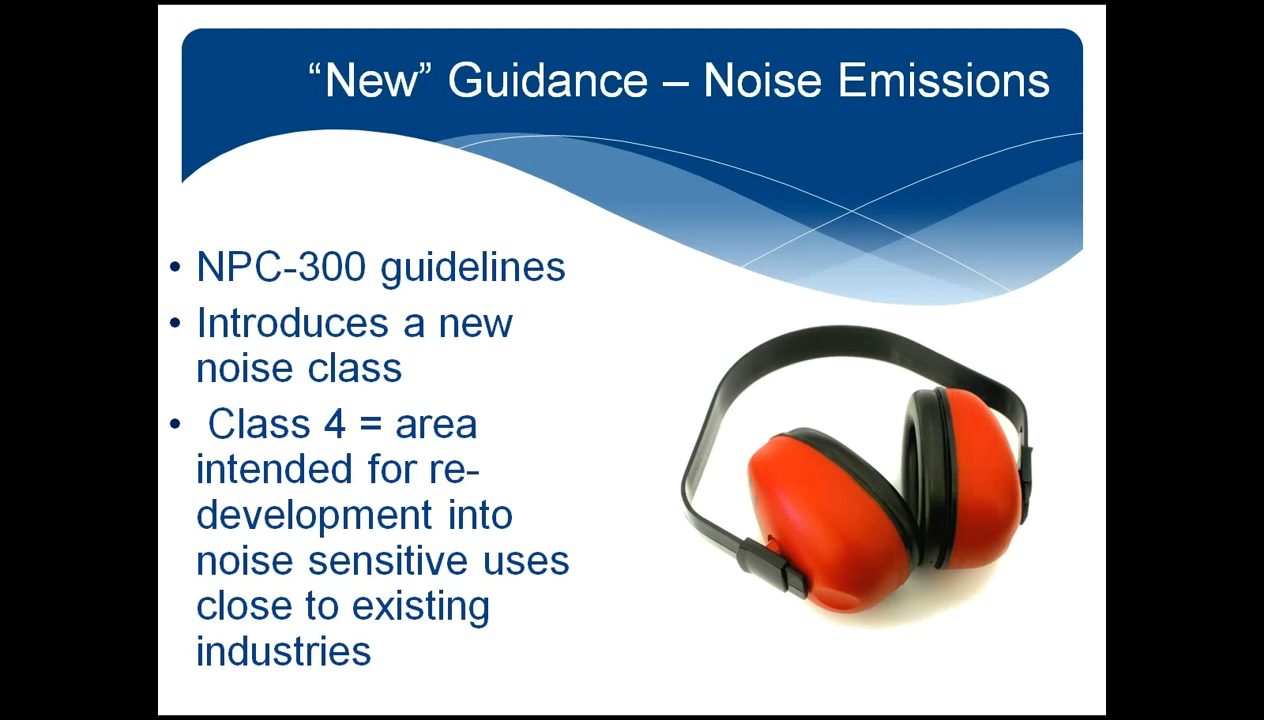 “New” Guidance – Noise Emissions
• NPC-300 guidelines
• Introduces a new
noise class
• Class 4 = area
intended for re-
development into
noise sensitive uses
close to existing
industries